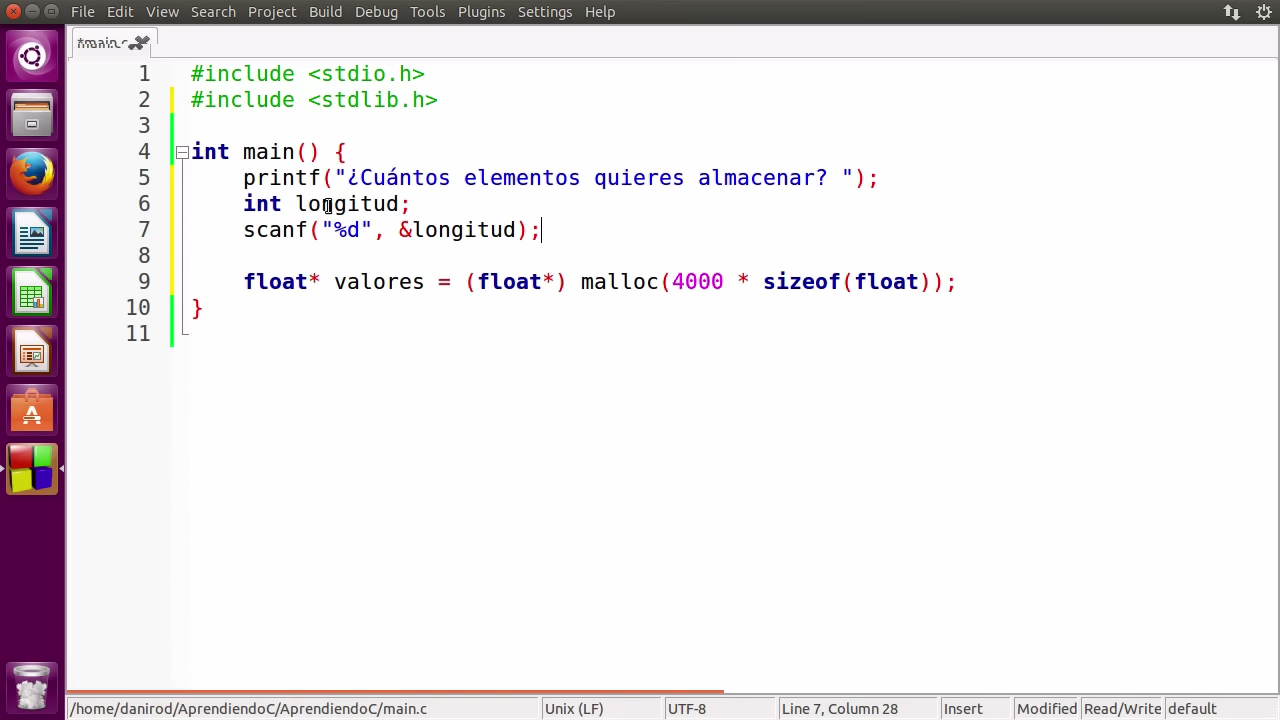 File Edit View Search Project Build Debug Tools Plugins Settings Help
*main.c
1 #include <stdio.h>
2 #include <stdlib.h>
3
4 int main() {
5 printf("¿Cuántos elementos quieres almacenar? ");
6 int longitud;
7 scanf("%d", &longitud);
8
9 float* valores = (float*) malloc(4000 * sizeof(float));
10 }
11
/home/danirod/AprendiendoC/AprendiendoC/main.c Unix (LF) UTF-8 Line 7, Column 28 Insert Modified Read/Write default